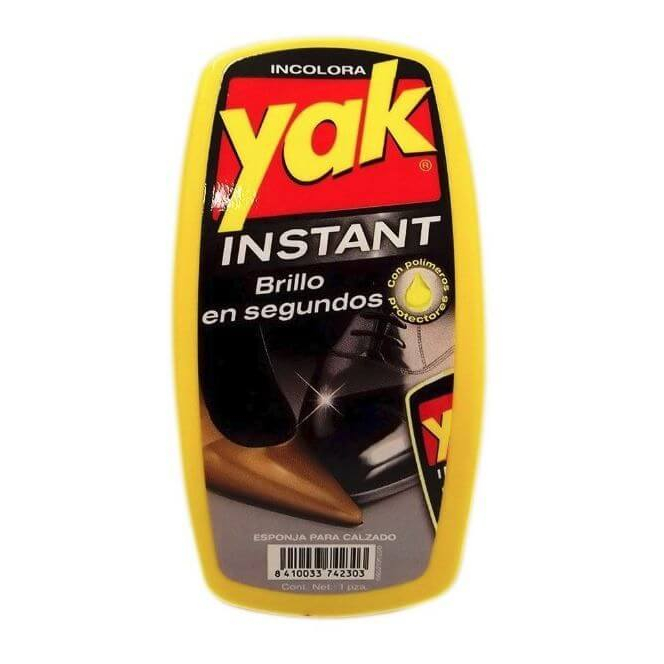 INCOLORA
yak
®
INSTANT
Brillo
en segundos
Con polímeros
protectores
yak
ESPONJA PARA CALZADO
8 410033 742303
Cont. Net.: 1 pza.